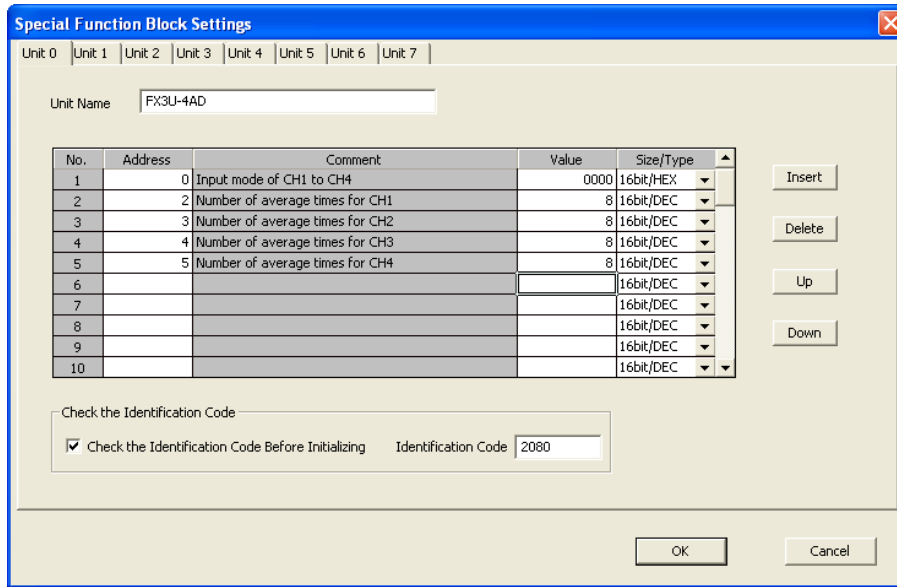 Special Function Block Settings
Unit 0 Unit 1 Unit 2 Unit 3 Unit 4 Unit 5 Unit 6 Unit 7
Unit Name FX3U-4AD
No. Address Comment Value Size/Type
1 0 Input mode of CH1 to CH4 0000 16bit/HEX
2 2 Number of average times for CH1 8 16bit/DEC
3 3 Number of average times for CH2 8 16bit/DEC
4 4 Number of average times for CH3 8 16bit/DEC
5 5 Number of average times for CH4 8 16bit/DEC
6 16bit/DEC
7 16bit/DEC
8 16bit/DEC
9 16bit/DEC
10 16bit/DEC
Insert
Delete
Up
Down
Check the Identification Code
Check the Identification Code Before Initializing Identification Code 2080
OK Cancel